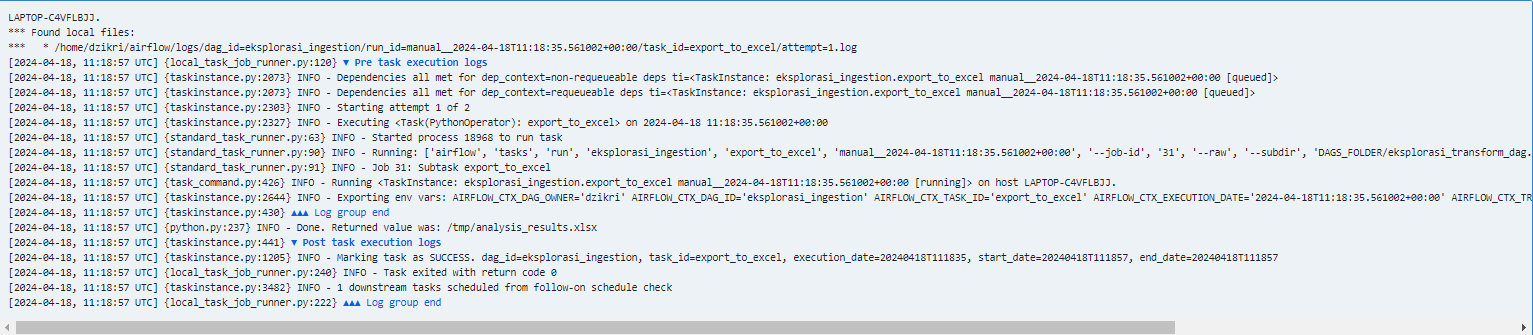 LAPTOP-C4VFLBJJ.
*** Found local files:
***   * /home/dzikri/airflow/logs/dag_id=eksplorasi_ingestion/run_id=manual__2024-04-18T11:18:35.561002+00:00/task_id=export_to_excel/attempt=1.log
[2024-04-18, 11:18:57 UTC] {local_task_job_runner.py:120} ▼ Pre task execution logs
[2024-04-18, 11:18:57 UTC] {taskinstance.py:2073} INFO - Dependencies all met for dep_context=non-requeueable deps ti=<TaskInstance: eksplorasi_ingestion.export_to_excel manual__2024-04-18T11:18:35.561002+00:00 [queued]>
[2024-04-18, 11:18:57 UTC] {taskinstance.py:2073} INFO - Dependencies all met for dep_context=requeueable deps ti=<TaskInstance: eksplorasi_ingestion.export_to_excel manual__2024-04-18T11:18:35.561002+00:00 [queued]>
[2024-04-18, 11:18:57 UTC] {taskinstance.py:2303} INFO - Starting attempt 1 of 2
[2024-04-18, 11:18:57 UTC] {taskinstance.py:2327} INFO - Executing <Task(PythonOperator): export_to_excel> on 2024-04-18 11:18:35.561002+00:00
[2024-04-18, 11:18:57 UTC] {standard_task_runner.py:63} INFO - Started process 18968 to run task
[2024-04-18, 11:18:57 UTC] {standard_task_runner.py:90} INFO - Running: ['airflow', 'tasks', 'run', 'eksplorasi_ingestion', 'export_to_excel', 'manual__2024-04-18T11:18:35.561002+00:00', '--job-id', '31', '--raw', '--subdir', 'DAGS_FOLDER/eksplorasi_transform_dag.
[2024-04-18, 11:18:57 UTC] {standard_task_runner.py:91} INFO - Job 31: Subtask export_to_excel
[2024-04-18, 11:18:57 UTC] {task_command.py:426} INFO - Running <TaskInstance: eksplorasi_ingestion.export_to_excel manual__2024-04-18T11:18:35.561002+00:00 [running]> on host LAPTOP-C4VFLBJJ.
[2024-04-18, 11:18:57 UTC] {taskinstance.py:2644} INFO - Exporting env vars: AIRFLOW_CTX_DAG_OWNER='dzikri' AIRFLOW_CTX_DAG_ID='eksplorasi_ingestion' AIRFLOW_CTX_TASK_ID='export_to_excel' AIRFLOW_CTX_EXECUTION_DATE='2024-04-18T11:18:35.561002+00:00' AIRFLOW_CTX_TR
[2024-04-18, 11:18:57 UTC] {taskinstance.py:430} ▲▲▲ Log group end
[2024-04-18, 11:18:57 UTC] {python.py:237} INFO - Done. Returned value was: /tmp/analysis_results.xlsx
[2024-04-18, 11:18:57 UTC] {taskinstance.py:441} ▼ Post task execution logs
[2024-04-18, 11:18:57 UTC] {taskinstance.py:1205} INFO - Marking task as SUCCESS. dag_id=eksplorasi_ingestion, task_id=export_to_excel, execution_date=20240418T111835, start_date=20240418T111857, end_date=20240418T111857
[2024-04-18, 11:18:57 UTC] {local_task_job_runner.py:240} INFO - Task exited with return code 0
[2024-04-18, 11:18:57 UTC] {taskinstance.py:3482} INFO - 1 downstream tasks scheduled from follow-on schedule check
[2024-04-18, 11:18:57 UTC] {local_task_job_runner.py:222} ▲▲▲ Log group end